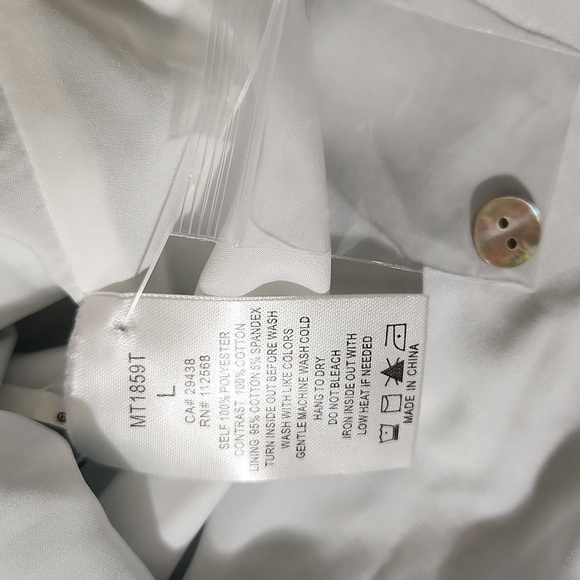 MT1859T
L
CA# 29438
RN# 112568
SELF 100% POLYESTER
CONTRAST 100% COTTON
LINING 95% COTTON 5% SPANDEX
TURN INSIDE OUT BEFORE WASH
WASH WITH LIKE COLORS
GENTLE MACHINE WASH COLD
HANG TO DRY
DO NOT BLEACH
IRON INSIDE OUT WITH
LOW HEAT IF NEEDED
MADE IN CHINA